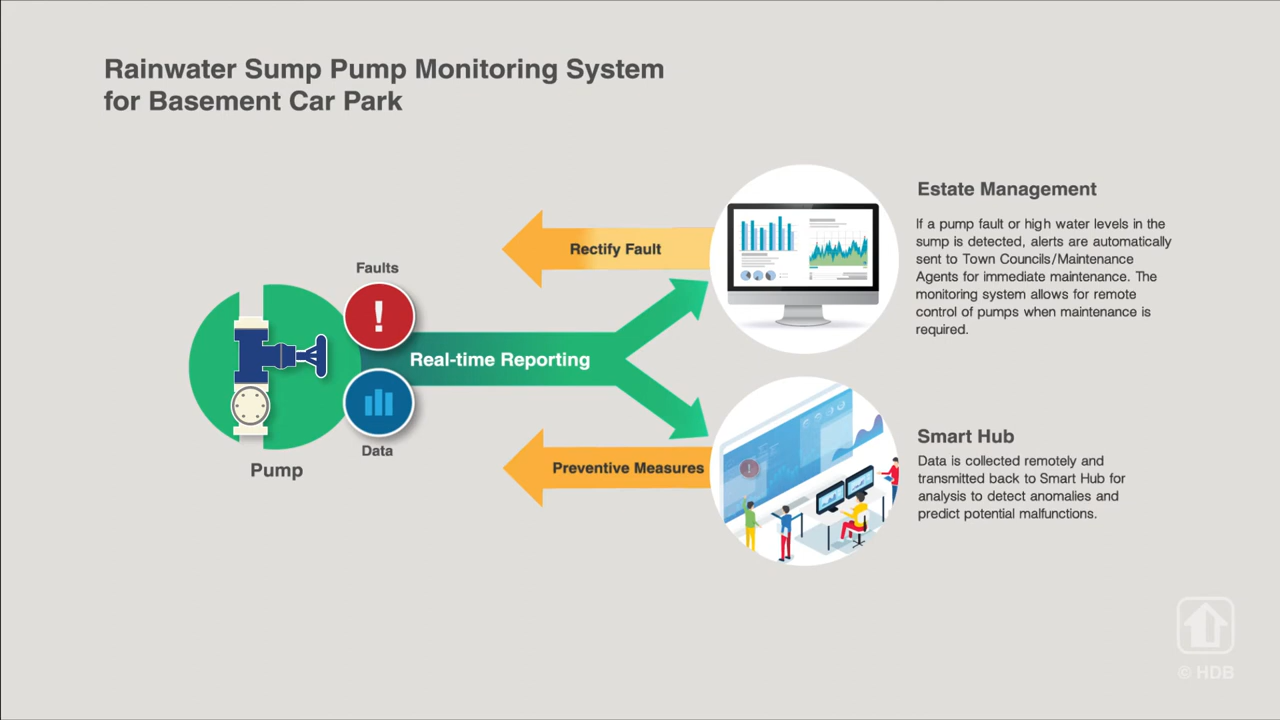 Rainwater Sump Pump Monitoring System
for Basement Car Park
Faults
!
Real-time Reporting
Data
Pump
Rectify Fault
Preventive Measures
Estate Management
If a pump fault or high water levels in the
sump is detected, alerts are automatically
sent to Town Councils/Maintenance
Agents for immediate maintenance. The
monitoring system allows for remote
control of pumps when maintenance is
required.
Smart Hub
Data is collected remotely and
transmitted back to Smart Hub for
analysis to detect anomalies and
predict potential malfunctions.
© HDB